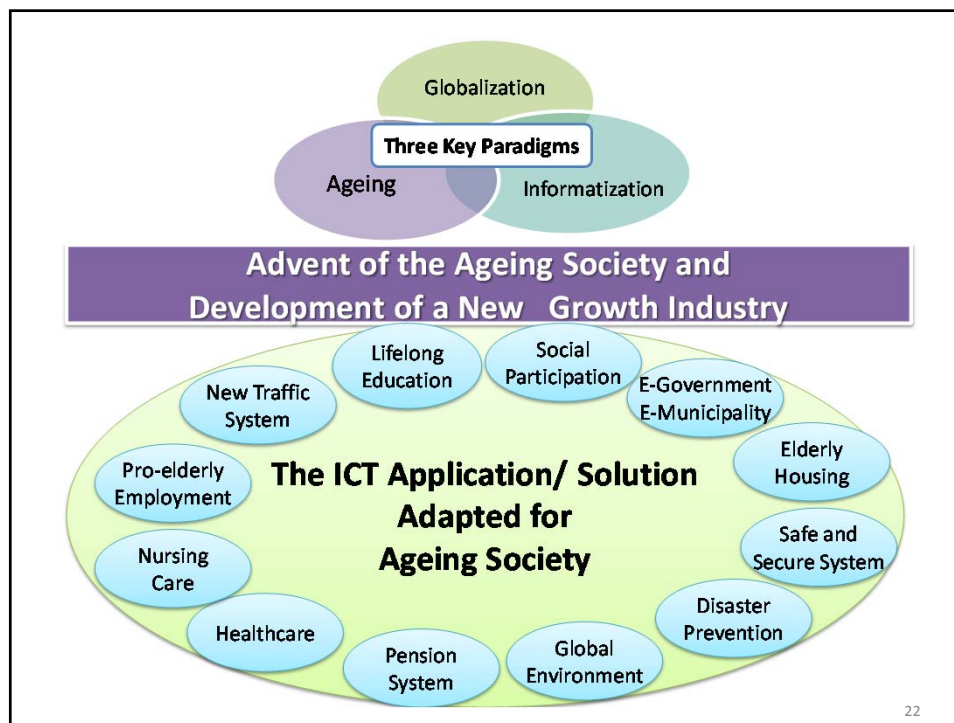 Globalization
Three Key Paradigms
Ageing
Informatization
Advent of the Ageing Society and
Development of a New Growth Industry
Lifelong
Education
Social
Participation
New Traffic
System
E-Government
E-Municipality
Pro-elderly
Employment
Elderly
Housing
The ICT Application/ Solution
Adapted for
Ageing Society
Nursing
Care
Safe and
Secure System
Healthcare
Disaster
Prevention
Pension
System
Global
Environment
22